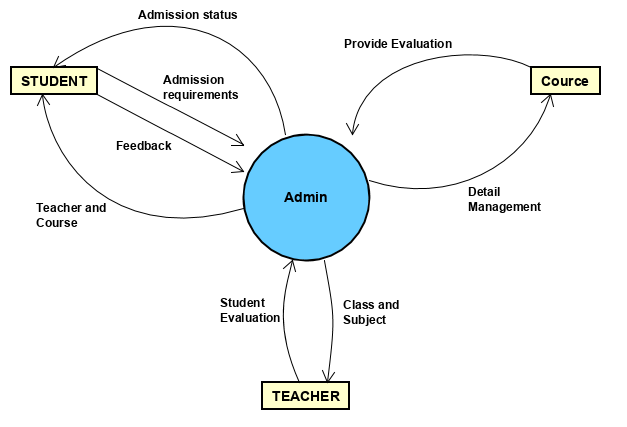 Admission status
Provide Evaluation
STUDENT
Admission
requirements
Cource
Feedback
Admin
Detail
Management
Teacher and
Course
Student
Evaluation
Class and
Subject
TEACHER